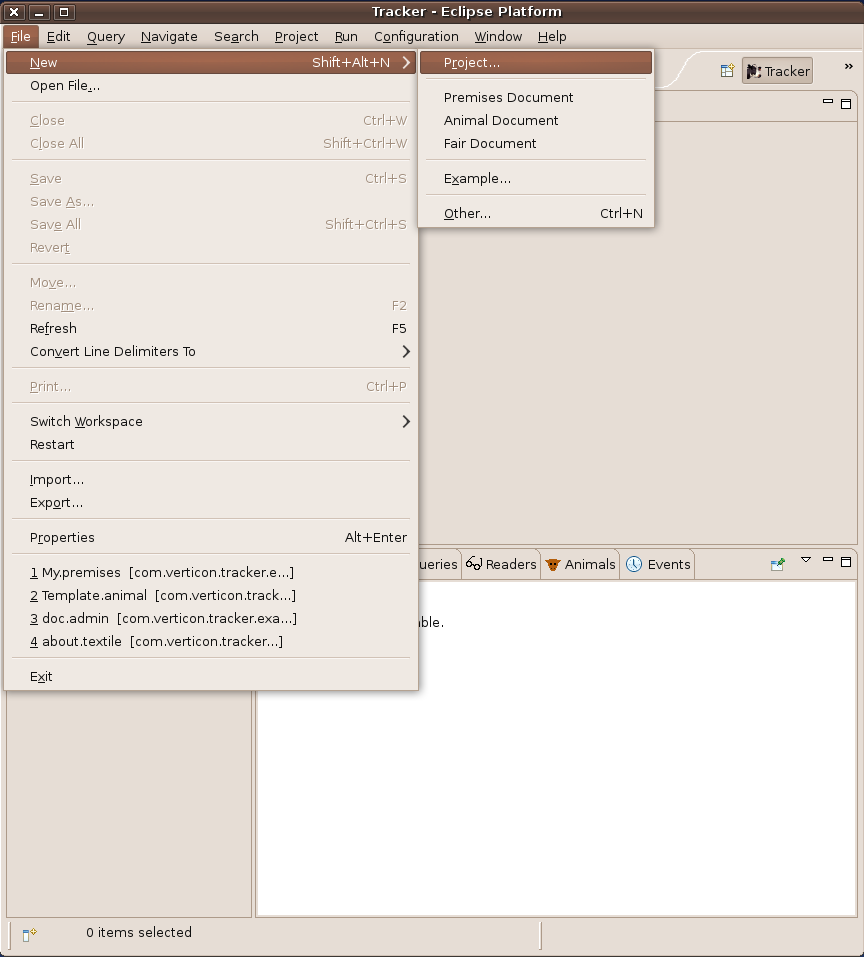 Tracker - Eclipse Platform
File Edit Query Navigate Search Project Run Configuration Window Help
New Shift+Alt+N
Open File...
Close Ctrl+W
Close All Shift+Ctrl+W
Save Ctrl+S
Save As...
Save All Shift+Ctrl+S
Revert
Move...
Rename... F2
Refresh F5
Convert Line Delimiters To
Print... Ctrl+P
Switch Workspace
Restart
Import...
Export...
Properties Alt+Enter
1 My.premises [com.verticon.tracker.e...]
2 Template.animal [com.verticon.track...]
3 doc.admin [com.verticon.tracker.exa...]
4 about.textile [com.verticon.tracker...]
Exit
Project...
Premises Document
Animal Document
Fair Document
Example...
Other... Ctrl+N
Tracker
»
Readers Animals Events
0 items selected